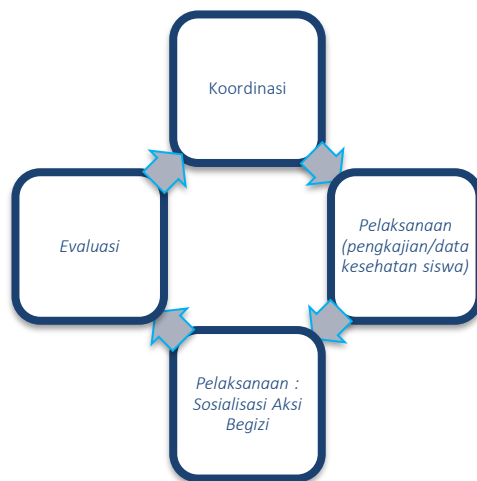 Koordinasi
Pelaksanaan
(pengkajian/data
kesehatan siswa)
Pelaksanaan :
Sosialisasi Aksi
Begizi
Evaluasi